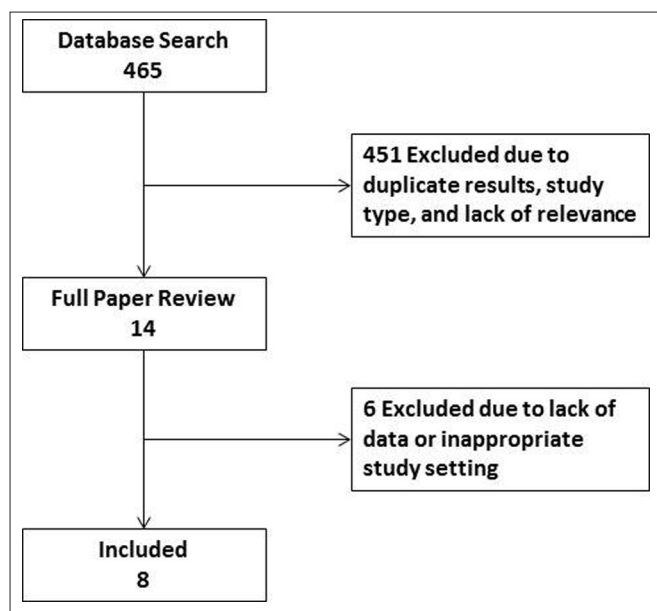 Database Search
465
451 Excluded due to
duplicate results, study
type, and lack of relevance
Full Paper Review
14
6 Excluded due to lack of
data or inappropriate
study setting
Included
8